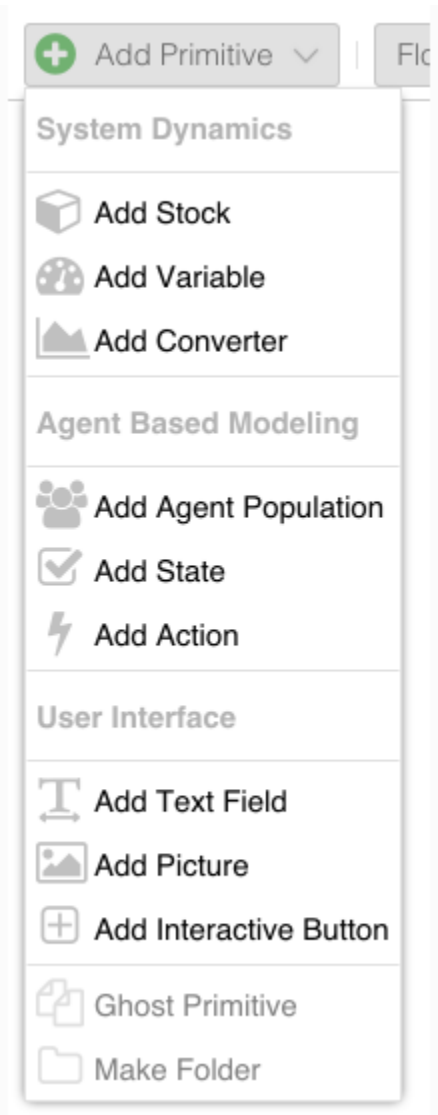 Add Primitive
System Dynamics
Add Stock
Add Variable
Add Converter
Agent Based Modeling
Add Agent Population
Add State
Add Action
User Interface
Add Text Field
Add Picture
Add Interactive Button
Ghost Primitive
Make Folder